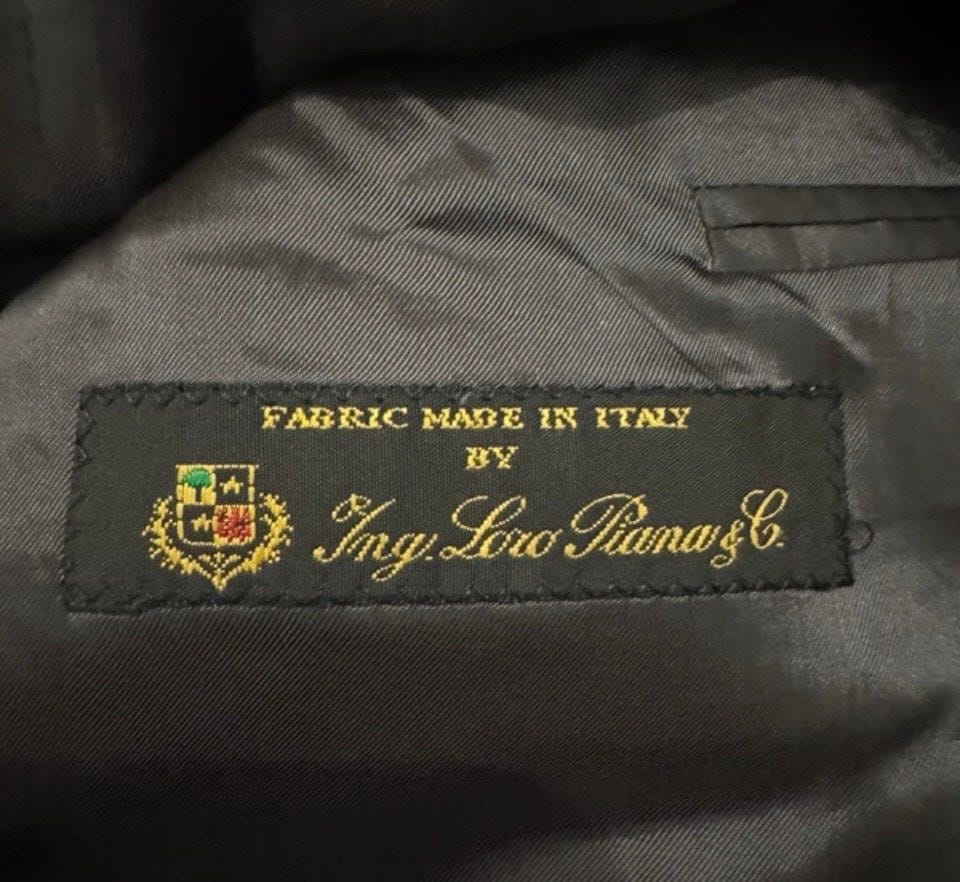 FABRIC MADE IN ITALY
BY
Ing. Loro Piana & C.